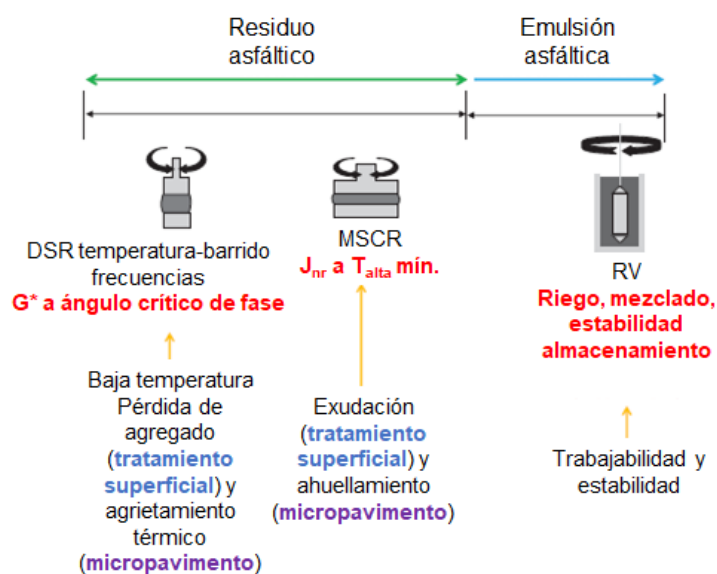 Residuo
asfáltico
Emulsión
asfáltica
DSR temperatura-barrido
frecuencias
G* a ángulo crítico de fase
MSCR
Jnr a Talta mín.
RV
Riego, mezclado,
estabilidad
almacenamiento
Baja temperatura
Pérdida de
agregado
(tratamiento
superficial) y
agrietamiento
térmico
(micropavimento)
Exudación
(tratamiento
superficial) y
ahuellamiento
(micropavimento)
Trabajabilidad y
estabilidad